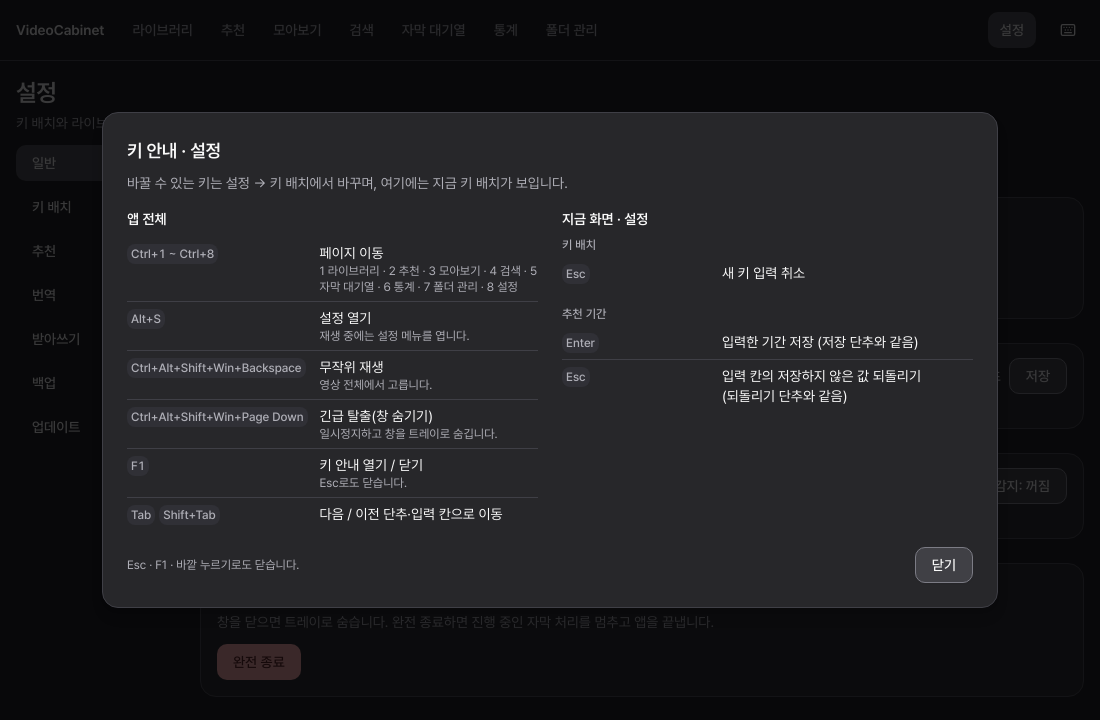 VideoCabinet 라이브러리 추천 모아보기 검색 자막 대기열 통계 폴더 관리 설정
설정
키 배치와 라이브
일반
키 배치
추천
번역
받아쓰기
백업
업데이트
키 안내 · 설정
바꿀 수 있는 키는 설정 → 키 배치에서 바꾸며, 여기에는 지금 키 배치가 보입니다.
앱 전체
Ctrl+1 ~ Ctrl+8 페이지 이동
1 라이브러리 · 2 추천 · 3 모아보기 · 4 검색 · 5
자막 대기열 · 6 통계 · 7 폴더 관리 · 8 설정
Alt+S 설정 열기
재생 중에는 설정 메뉴를 엽니다.
Ctrl+Alt+Shift+Win+Backspace 무작위 재생
영상 전체에서 고릅니다.
Ctrl+Alt+Shift+Win+Page Down 긴급 탈출(창 숨기기)
일시정지하고 창을 트레이로 숨깁니다.
F1 키 안내 열기 / 닫기
Esc로도 닫습니다.
Tab Shift+Tab 다음 / 이전 단추·입력 칸으로 이동
지금 화면 · 설정
키 배치
Esc 새 키 입력 취소
추천 기간
Enter 입력한 기간 저장 (저장 단추와 같음)
Esc 입력 칸의 저장하지 않은 값 되돌리기
(되돌리기 단추와 같음)
Esc · F1 · 바깥 누르기로도 닫습니다.
닫기
저장
감지: 꺼짐
창을 닫으면 트레이로 숨습니다. 완전 종료하면 진행 중인 자막 처리를 멈추고 앱을 끝냅니다.
완전 종료